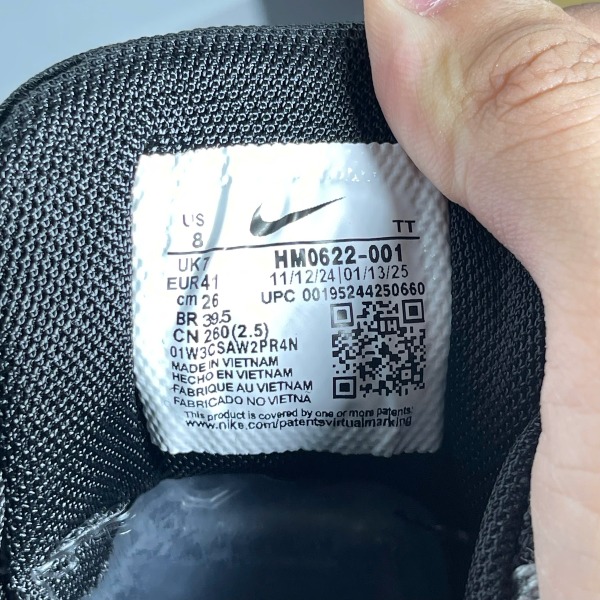 US
8
TT
UK7
HM0622-001
EUR41
11/12/24|01/13/25
cm 26
UPC 00195244250660
BR 39.5
CN 260(2.5)
01W3CSAW2PR4N
MADE IN VIETNAM
HECHO EN VIETNAM
FABRIQUE AU VIETNAM
FABRICADO NO VIETNA
This product is covered by one or more patents:
www.nike.com/patentsvirtualmarking